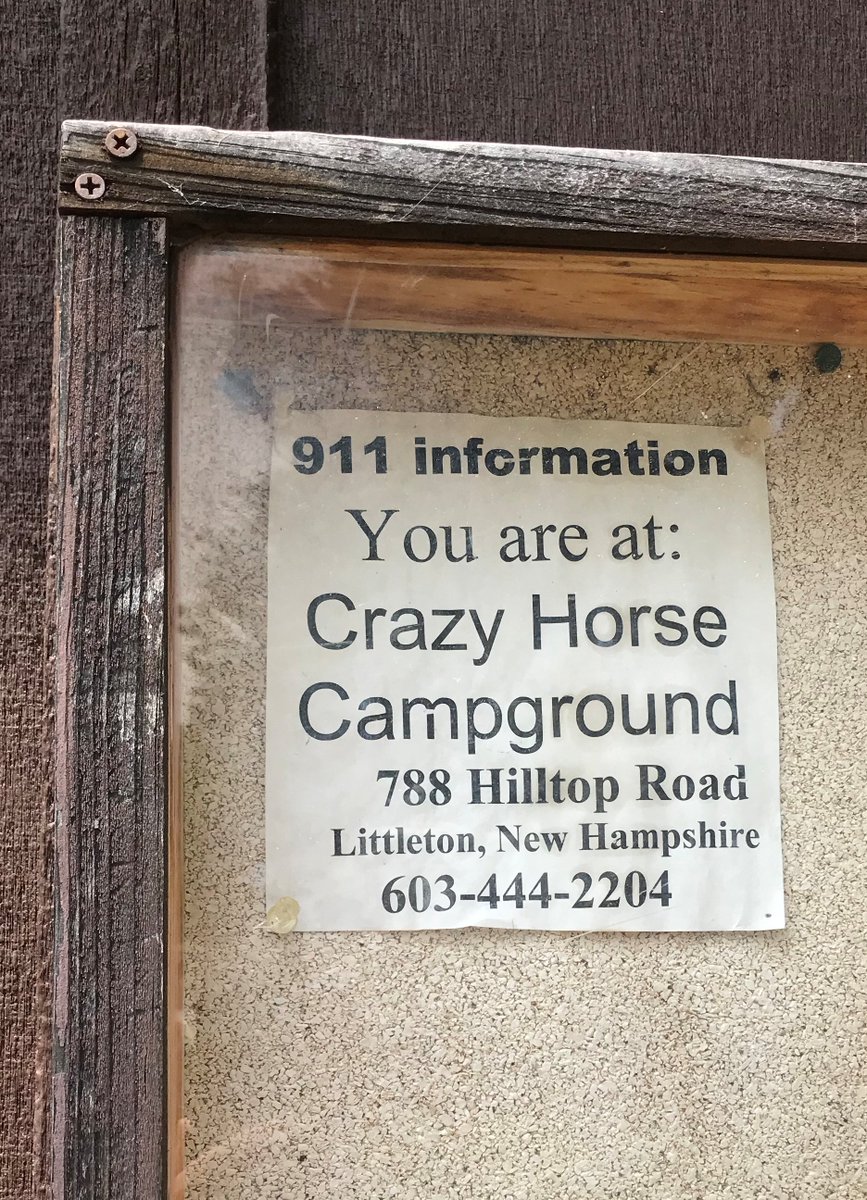 911 information
You are at:
Crazy Horse
Campground
788 Hilltop Road
Littleton, New Hampshire
603-444-2204